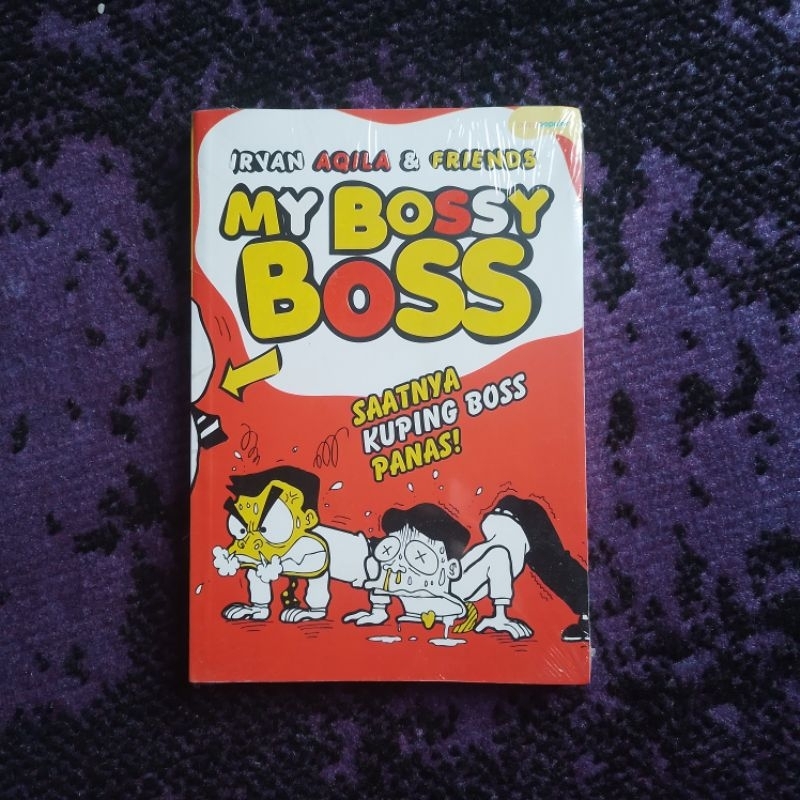 IRVAN AQILA & FRIENDS
MY BOSSY
BOSS
SAATNYA
KUPING BOSS
PANAS!